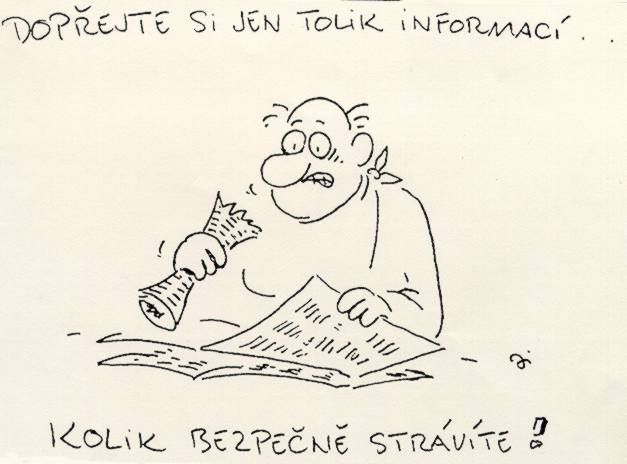 DOPŘEJTE SI JEN TOLIK INFORMACÍ . .
KOLIK BEZPEČNĚ STRÁVÍTE !